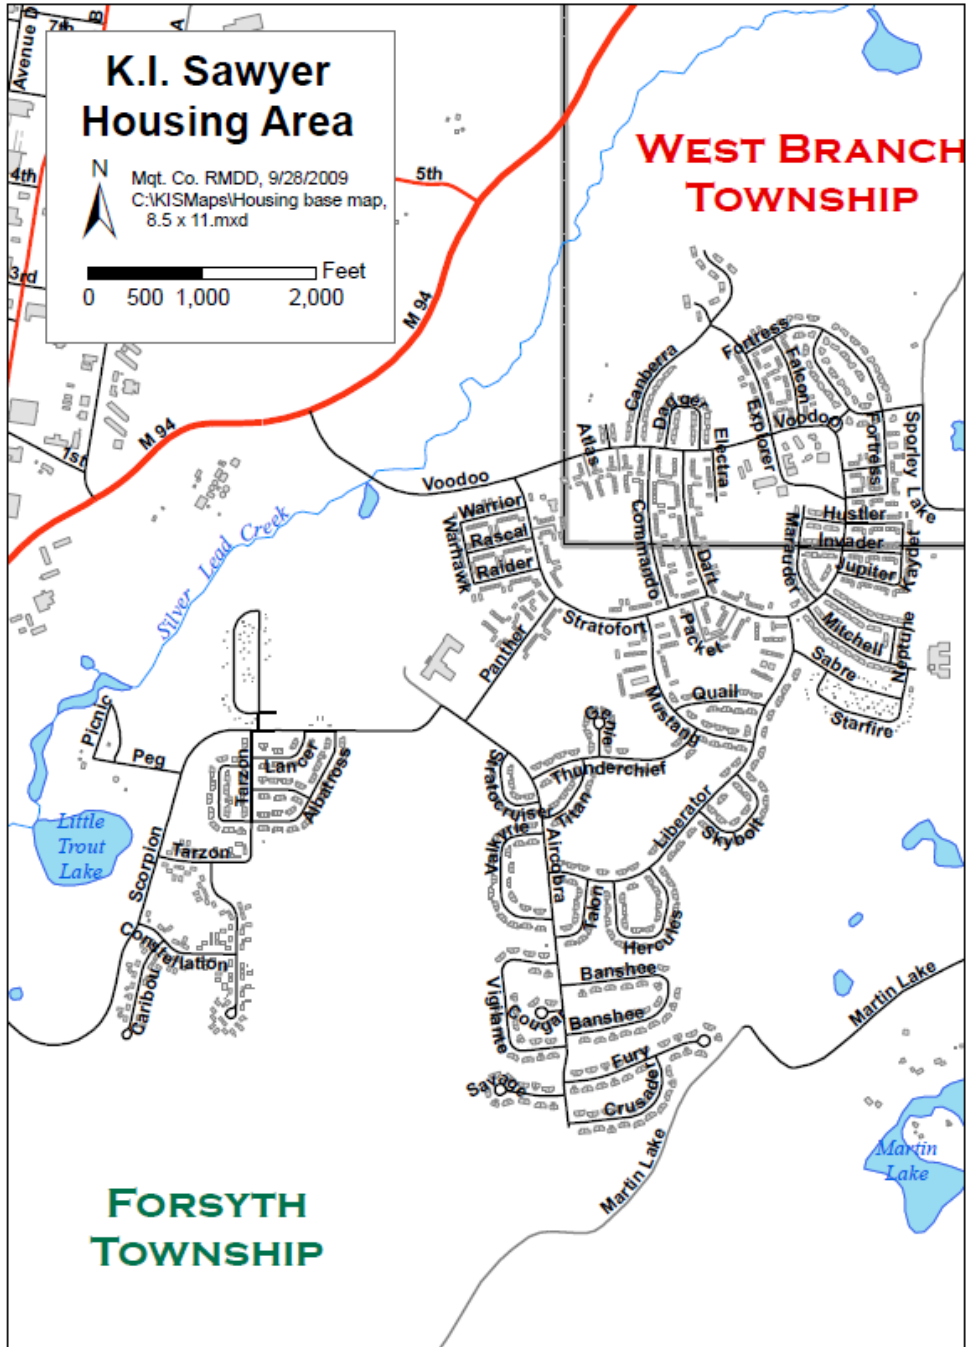 Avenue D
7th
B
A
K.I. Sawyer
Housing Area
N
Mqt. Co. RMDD, 9/28/2009
C:\KISMaps\Housing base map,
8.5 x 11.mxd
Feet
0 500 1,000 2,000
4th
3rd
5th
M 94
WEST BRANCH
TOWNSHIP
M 94
1st
Canberra
Fortress
Falcon
Dagger
Explorer
Voodoo
Fortress
Sporley Lake
Atlas
Electra
Voodoo
Warrior
Rascal
Raider
Warhawk
Commando
Dart
Marauder
Hustler
Invader
Jupiter
Vayder
Silver Lead Creek
Stratofort
Packet
Panther
Mitchell
Neptune
Sabre
Starfire
Quail
Mustang
Genie
Picnic
Peg
Tarzon
Lancer
Albatross
Stratocruiser
Thunderchief
Titan
Liberator
Skybolt
Valkyrie
Airocbra
Little
Trout
Lake
Scorpion
Tarzon
Talon
Hercules
Constellation
Caribou
Banshee
Vigilante
Cougar
Banshee
Martin Lake
Fury
Savage
Crusader
Martin Lake
Martin
Lake
FORSYTH
TOWNSHIP